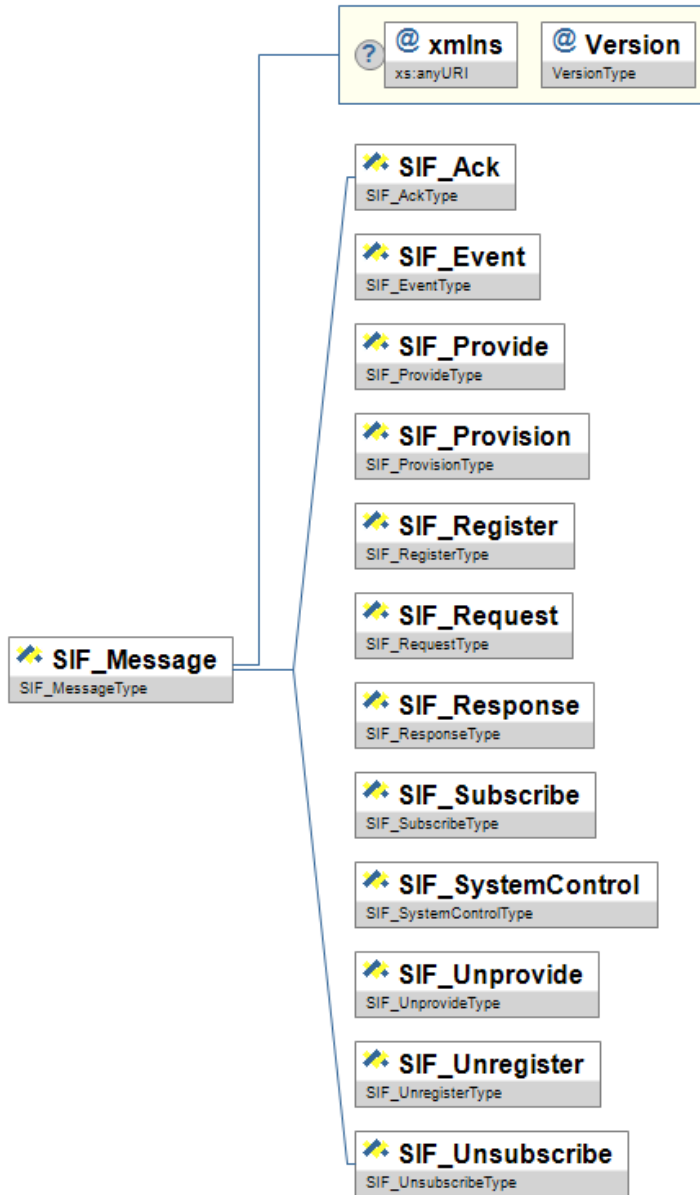 ? @ xmlns @ Version
xs:anyURI VersionType
SIF_Ack
SIF_AckType
SIF_Event
SIF_EventType
SIF_Provide
SIF_ProvideType
SIF_Provision
SIF_ProvisionType
SIF_Register
SIF_RegisterType
SIF_Request
SIF_RequestType
SIF_Message
SIF_MessageType
SIF_Response
SIF_ResponseType
SIF_Subscribe
SIF_SubscribeType
SIF_SystemControl
SIF_SystemControlType
SIF_Unprovide
SIF_UnprovideType
SIF_Unregister
SIF_UnregisterType
SIF_Unsubscribe
SIF_UnsubscribeType